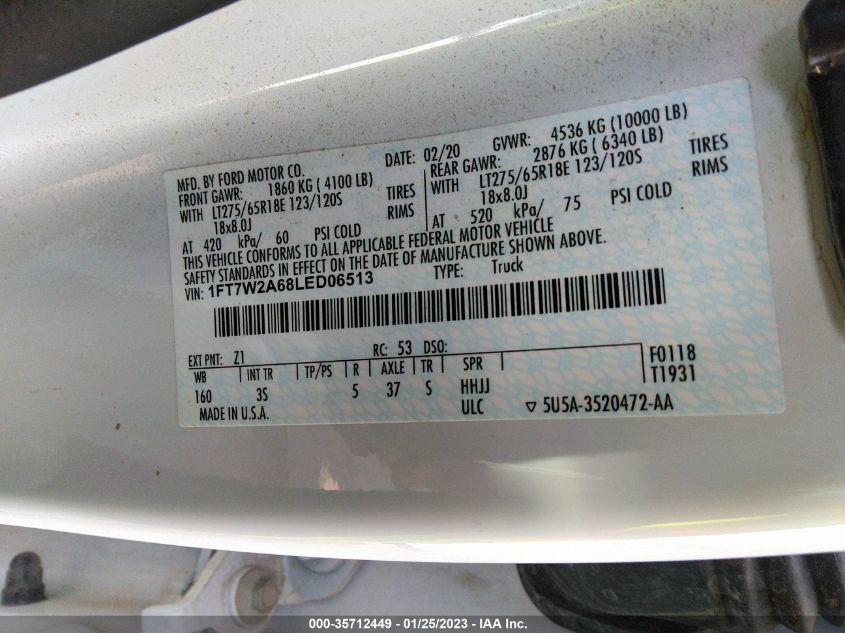 MFD. BY FORD MOTOR CO. DATE: 02/20 GVWR: 4536 KG (10000 LB)
FRONT GAWR: 1860 KG ( 4100 LB) REAR GAWR: 2876 KG ( 6340 LB)
WITH LT275/65R18E 123/120S TIRES WITH LT275/65R18E 123/120S TIRES
18x8.0J RIMS 18x8.0J RIMS
AT 420 kPa/ 60 PSI COLD AT 520 kPa/ 75 PSI COLD
THIS VEHICLE CONFORMS TO ALL APPLICABLE FEDERAL MOTOR VEHICLE
SAFETY STANDARDS IN EFFECT ON THE DATE OF MANUFACTURE SHOWN ABOVE.
VIN: 1FT7W2A68LED06513 TYPE: Truck
EXT PNT: Z1 RC: 53 DSO:
WB INT TR TP/PS R AXLE TR SPR F0118
160 3S 5 37 S HHJJ T1931
MADE IN U.S.A. ULC ▽ 5U5A-3520472-AA
000-35712449 - 01/25/2023 - IAA Inc.